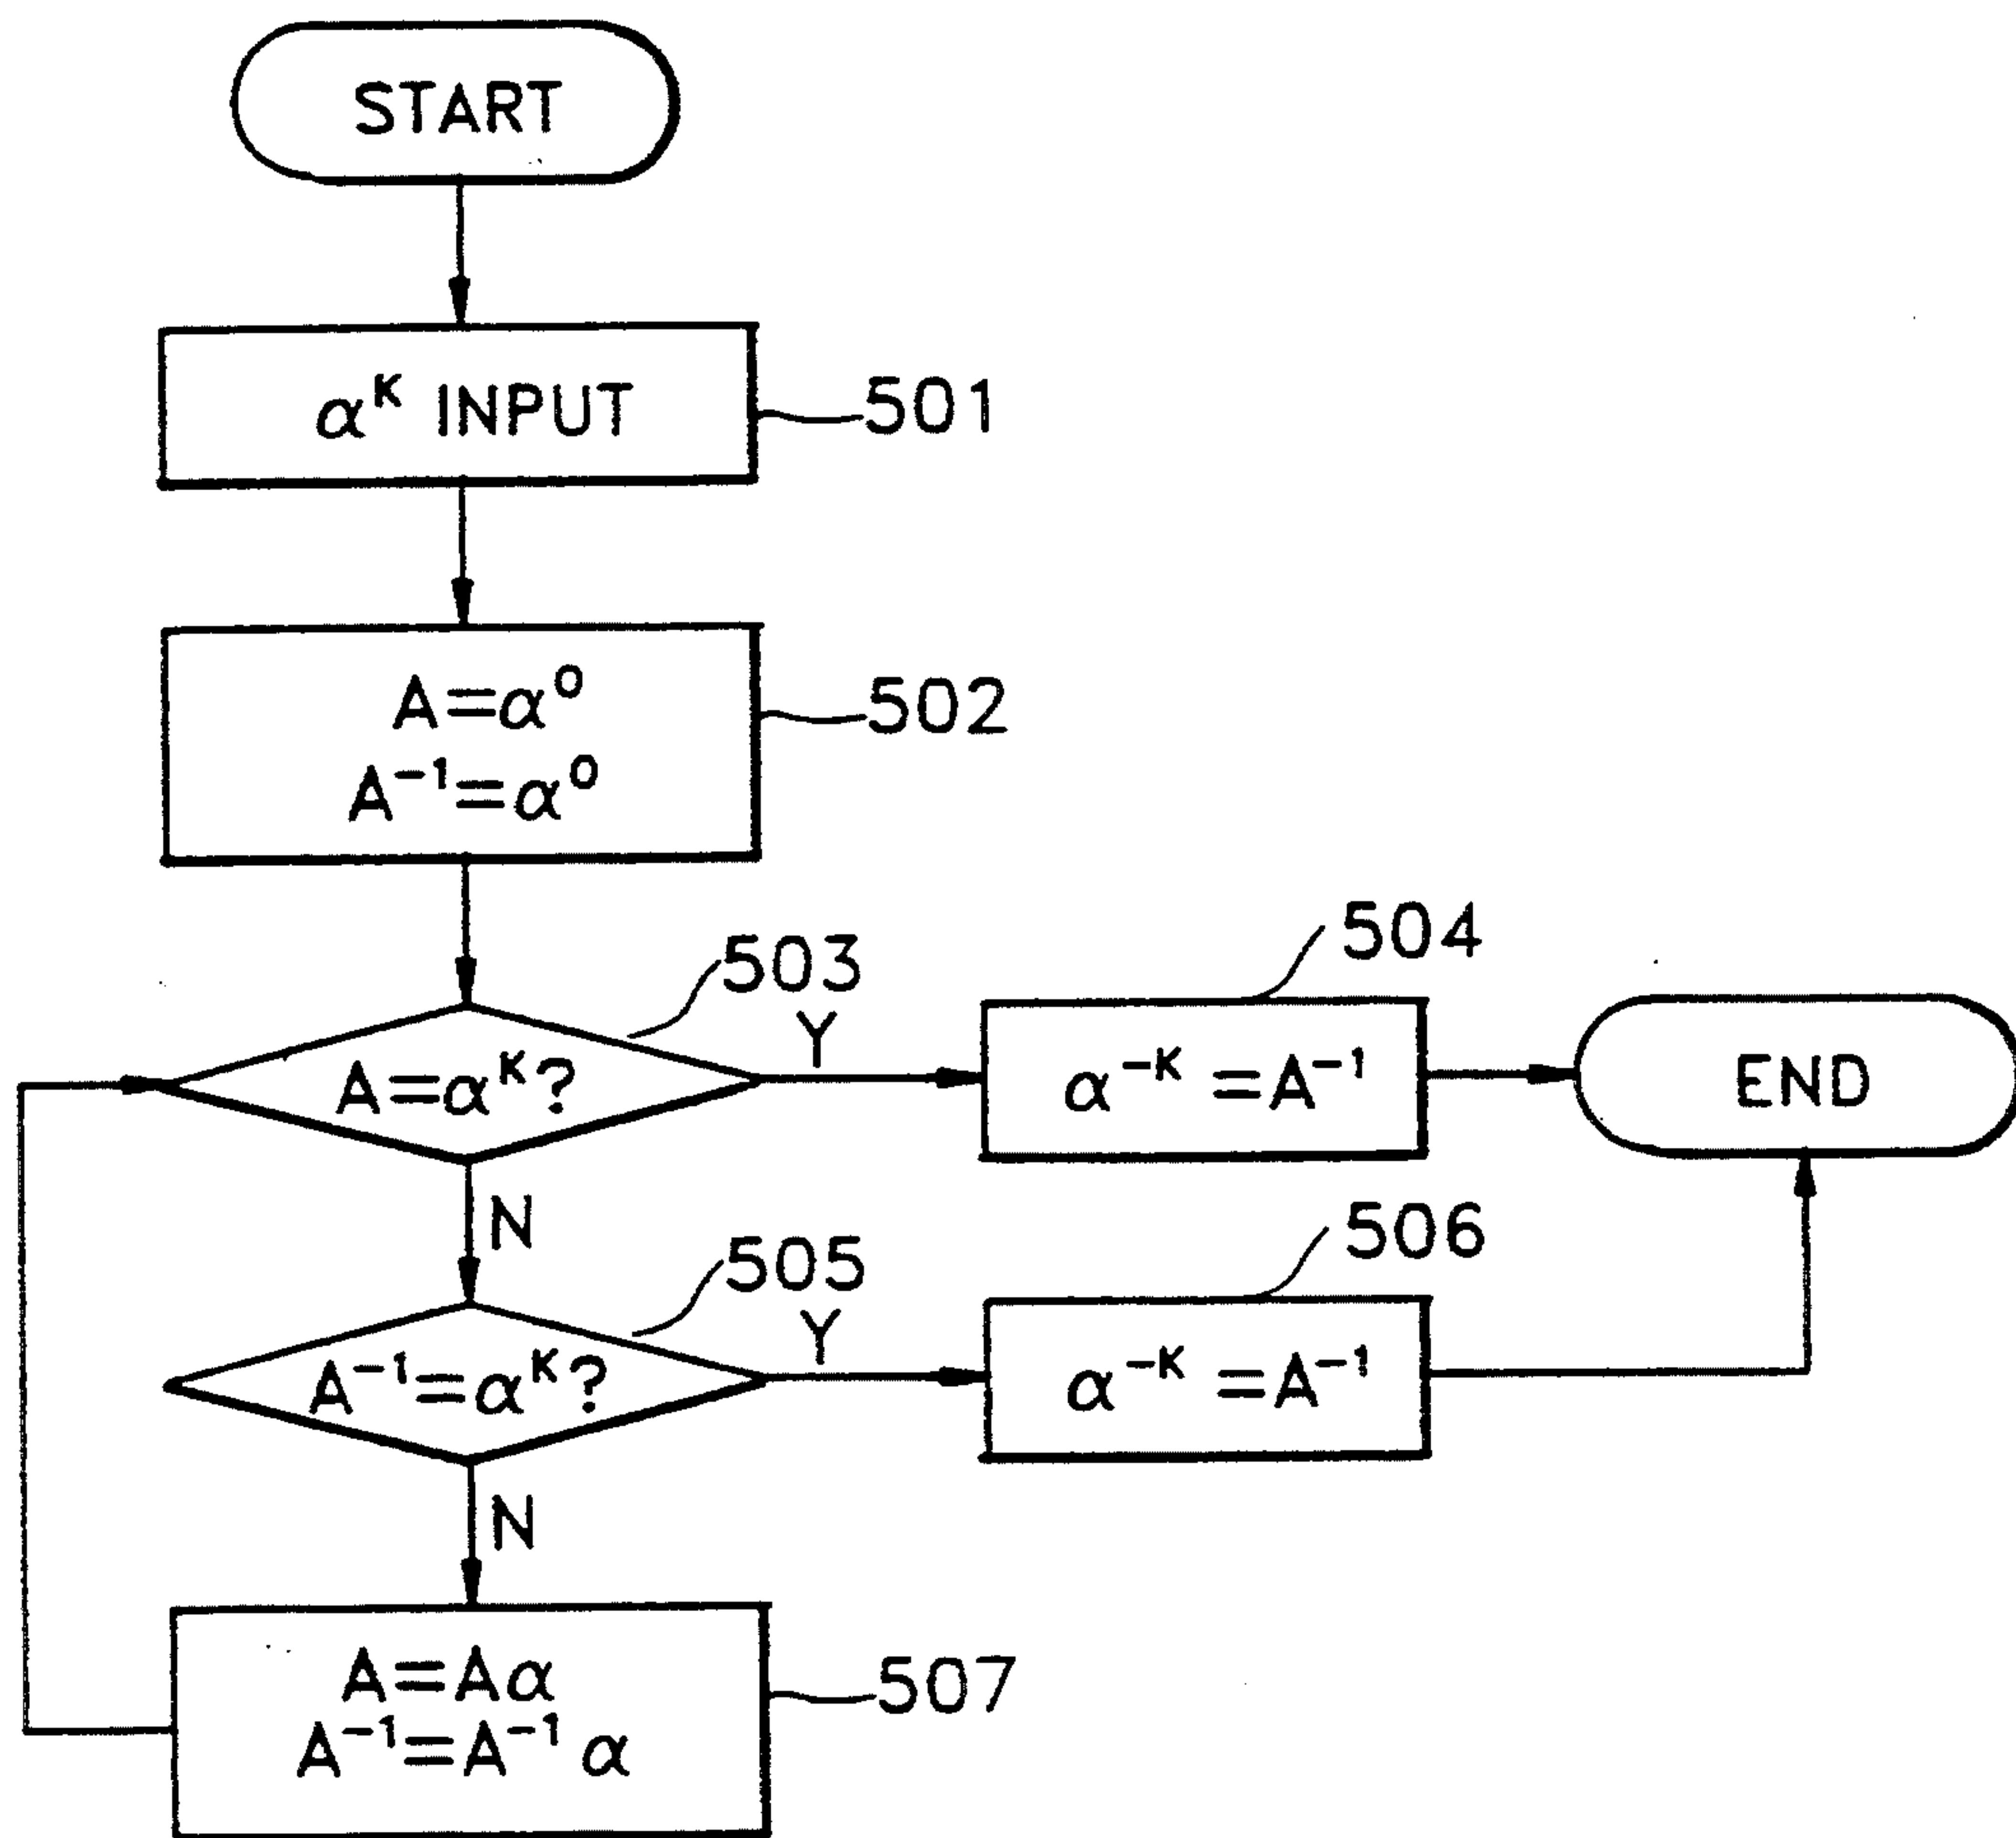 START
α^K INPUT
501
A=α^0
A^-1=α^0
502
503
A=α^K?
Y
504
α^-K =A^-1
END
N
505
A^-1=α^K?
Y
506
α^-K =A^-1
N
A=Aα
A^-1=A^-1 α
507